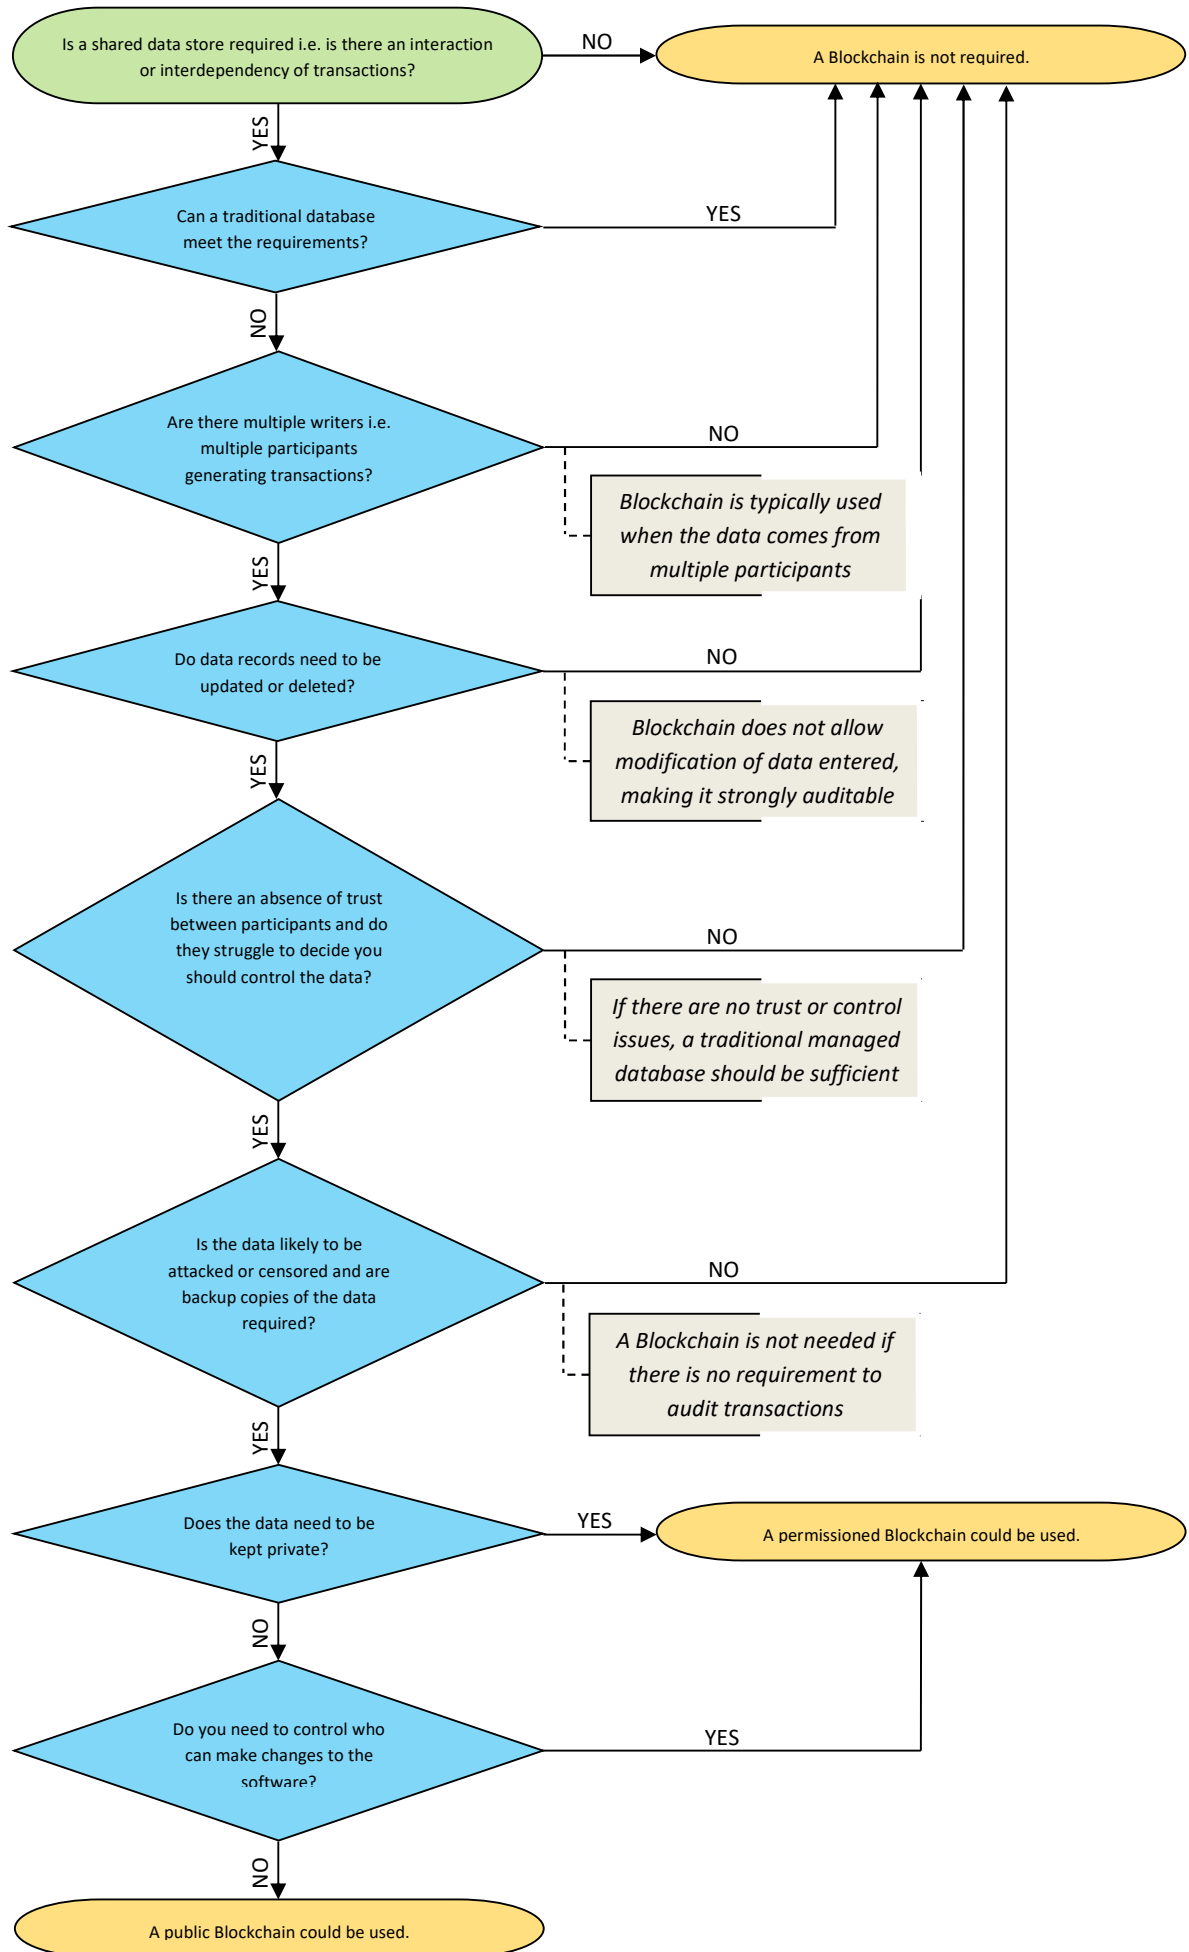 Is a shared data store required i.e. is there an interaction
or interdependency of transactions?
NO
A Blockchain is not required.
YES
Can a traditional database
meet the requirements?
YES
NO
Are there multiple writers i.e.
multiple participants
generating transactions?
NO
Blockchain is typically used
when the data comes from
multiple participants
YES
Do data records need to be
updated or deleted?
NO
Blockchain does not allow
modification of data entered,
making it strongly auditable
YES
Is there an absence of trust
between participants and do
they struggle to decide you
should control the data?
NO
If there are no trust or control
issues, a traditional managed
database should be sufficient
YES
Is the data likely to be
attacked or censored and are
backup copies of the data
required?
NO
A Blockchain is not needed if
there is no requirement to
audit transactions
YES
Does the data need to be
kept private?
YES
A permissioned Blockchain could be used.
NO
Do you need to control who
can make changes to the
software?
YES
NO
A public Blockchain could be used.